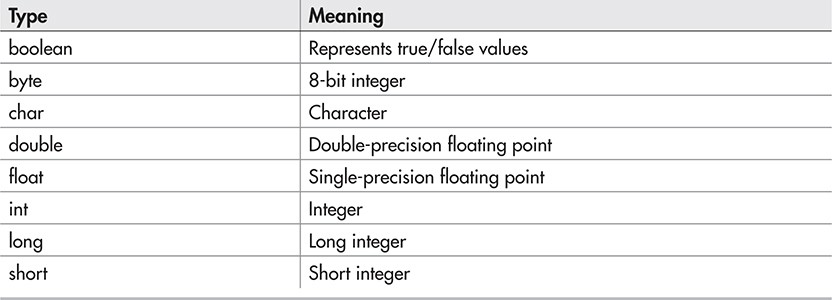 Type Meaning
boolean Represents true/false values
byte 8-bit integer
char Character
double Double-precision floating point
float Single-precision floating point
int Integer
long Long integer
short Short integer